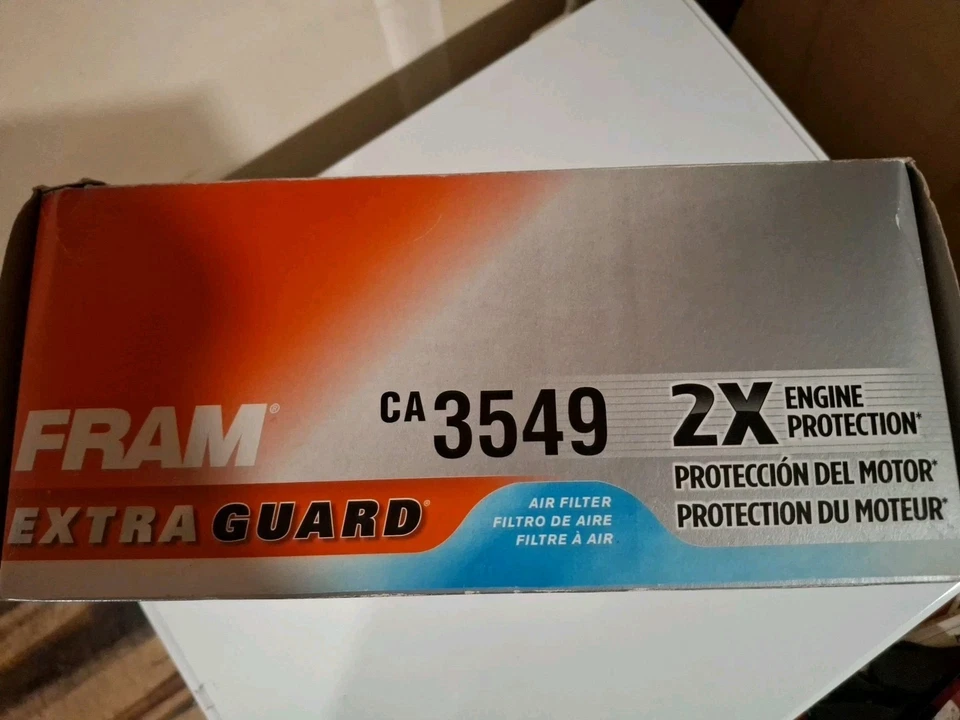 FRAM®
EXTRA GUARD®
CA 3549
AIR FILTER
FILTRO DE AIRE
FILTRE À AIR
2X ENGINE
PROTECTION*
PROTECCIÓN DEL MOTOR*
PROTECTION DU MOTEUR*